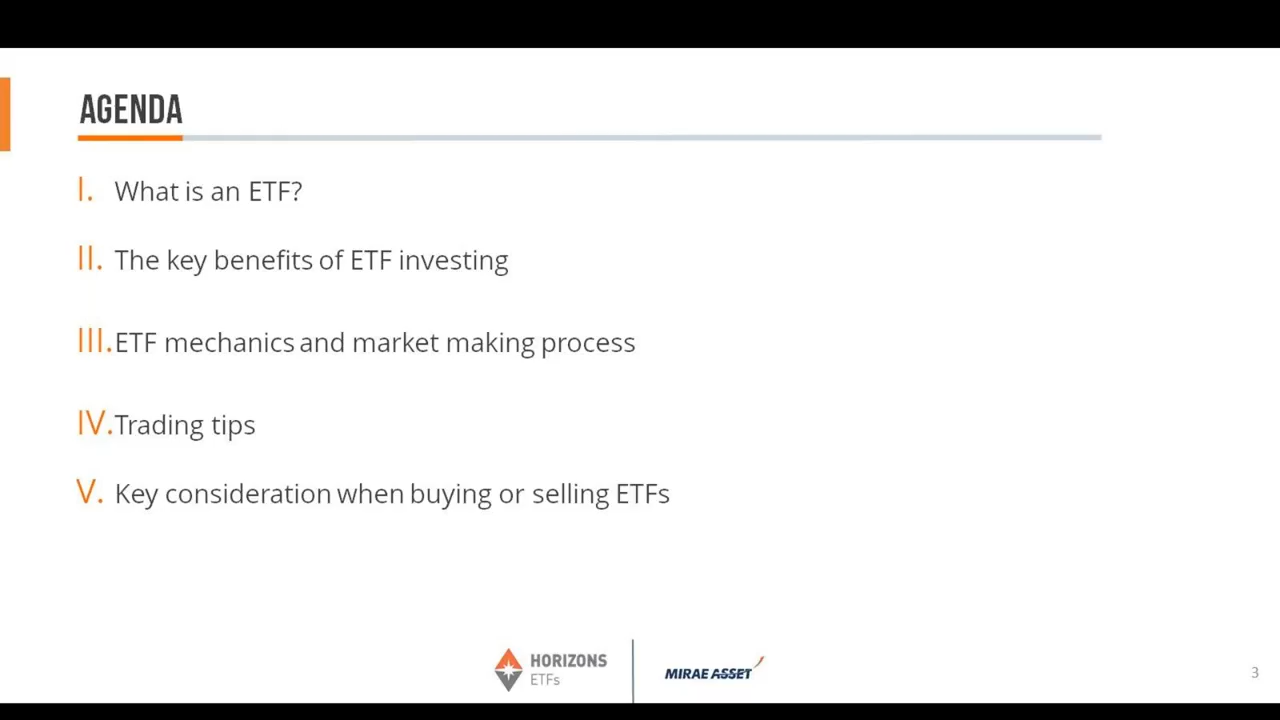 AGENDA
I. What is an ETF?
II. The key benefits of ETF investing
III. ETF mechanics and market making process
IV. Trading tips
V. Key consideration when buying or selling ETFs
HORIZONS
ETFs
MIRAE ASSET
3